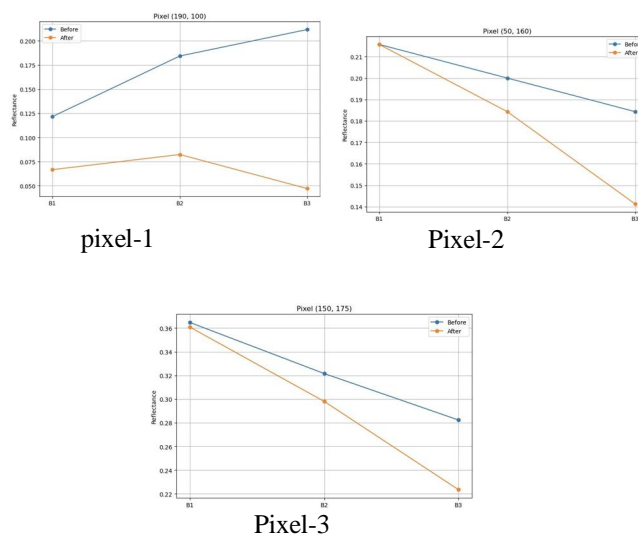 Pixel (190, 100)
Before
After
Reflectance
0.200
0.175
0.150
0.125
0.100
0.075
0.050
B1
B2
B3
pixel-1
Pixel (50, 160)
Before
After
Reflectance
0.21
0.20
0.19
0.18
0.17
0.16
0.15
0.14
B1
B2
B3
Pixel-2
Pixel (150, 175)
Before
After
Reflectance
0.36
0.34
0.32
0.30
0.28
0.26
0.24
0.22
B1
B2
B3
Pixel-3